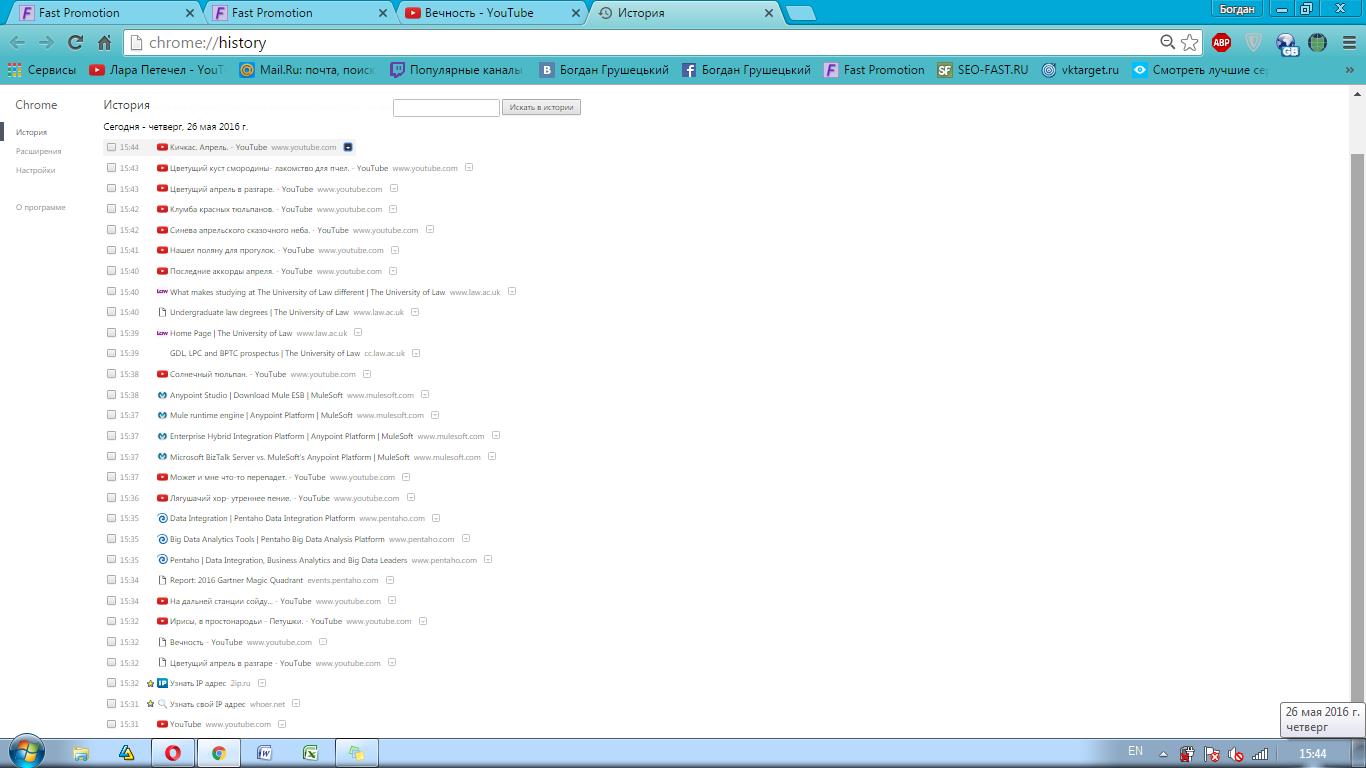 Fast Promotion
Fast Promotion
Вечность - YouTube
История
Богдан
chrome://history
ABP
GB
Сервисы
Лара Петечел - YouT
Mail.Ru: почта, поиск
Популярные каналы
Богдан Грушецький
Богдан Грушецький
Fast Promotion
SEO-FAST.RU
vktarget.ru
Смотреть лучшие се
Chrome
История
Расширения
Настройки
О программе
История
Искать в истории
Сегодня - четверг, 26 мая 2016 г.
15:44 Кичкас. Апрель. - YouTube www.youtube.com
15:43 Цветущий куст смородины- лакомство для пчел. - YouTube www.youtube.com
15:43 Цветущий апрель в разгаре. - YouTube www.youtube.com
15:42 Клумба красных тюльпанов. - YouTube www.youtube.com
15:42 Синева апрельского сказочного неба. - YouTube www.youtube.com
15:41 Нашел поляну для прогулок. - YouTube www.youtube.com
15:40 Последние аккорды апреля. - YouTube www.youtube.com
15:40 Law What makes studying at The University of Law different | The University of Law www.law.ac.uk
15:40 Undergraduate law degrees | The University of Law www.law.ac.uk
15:39 Law Home Page | The University of Law www.law.ac.uk
15:39 GDL, LPC and BPTC prospectus | The University of Law cc.law.ac.uk
15:38 Солнечный тюльпан. - YouTube www.youtube.com
15:38 Anypoint Studio | Download Mule ESB | MuleSoft www.mulesoft.com
15:37 Mule runtime engine | Anypoint Platform | MuleSoft www.mulesoft.com
15:37 Enterprise Hybrid Integration Platform | Anypoint Platform | MuleSoft www.mulesoft.com
15:37 Microsoft BizTalk Server vs. MuleSoft's Anypoint Platform | MuleSoft www.mulesoft.com
15:37 Может и мне что-то перепадет. - YouTube www.youtube.com
15:36 Лягушачий хор- утреннее пение. - YouTube www.youtube.com
15:35 Data Integration | Pentaho Data Integration Platform www.pentaho.com
15:35 Big Data Analytics Tools | Pentaho Big Data Analysis Platform www.pentaho.com
15:35 Pentaho | Data Integration, Business Analytics and Big Data Leaders www.pentaho.com
15:34 Report: 2016 Gartner Magic Quadrant events.pentaho.com
15:34 На дальней станции сойду... - YouTube www.youtube.com
15:32 Ирисы, в простонародьи - Петушки. - YouTube www.youtube.com
15:32 Вечность - YouTube www.youtube.com
15:32 Цветущий апрель в разгаре - YouTube www.youtube.com
15:32 IP Узнать IP адрес 2ip.ru
15:31 Узнать свой IP адрес whoer.net
15:31 YouTube www.youtube.com
26 мая 2016 г.
четверг
EN
15:44